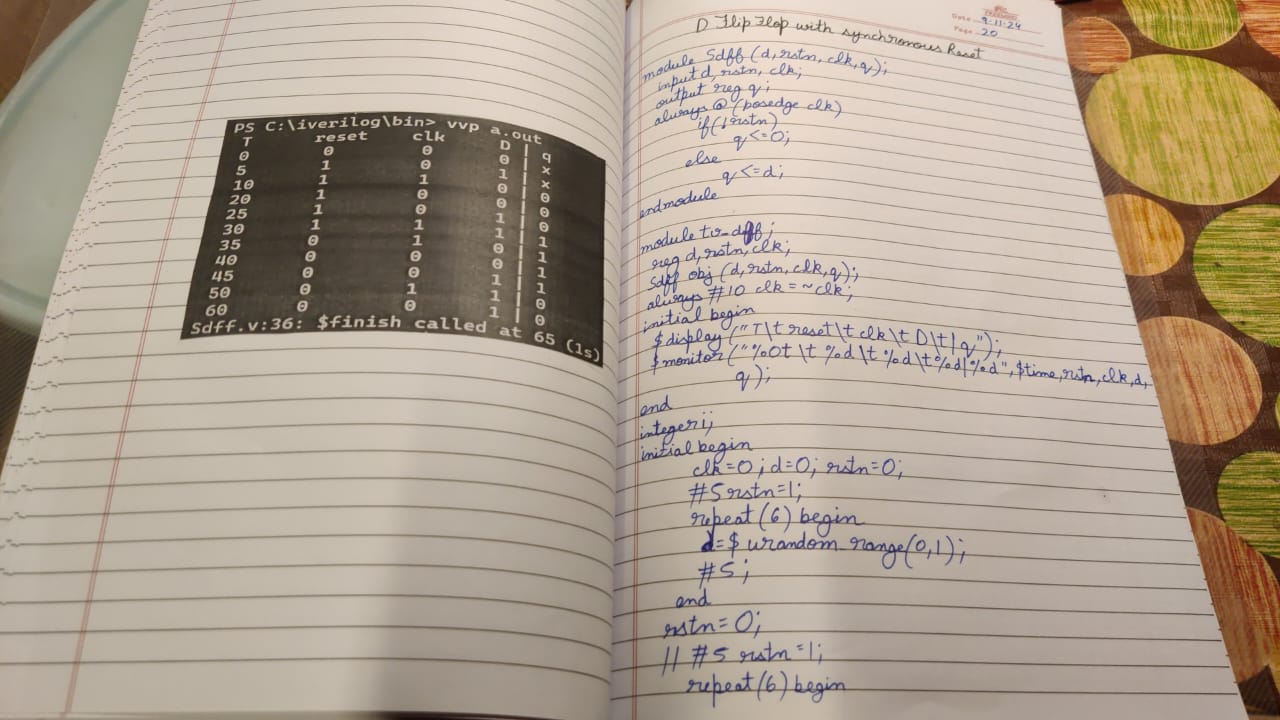 PS C:\iverilog\bin> vvp a.out
T reset clk D | q
0 0 0 0 | x
5 1 0 1 | x
10 1 1 0 | 0
20 1 0 0 | 0
25 1 0 1 | 0
30 1 1 1 | 1
35 0 1 0 | 1
40 0 0 0 | 1
45 0 0 1 | 1
50 0 1 1 | 0
60 0 0 1 | 0
Sdff.v:36: $finish called at 65 (1s)
Date 9.11.24
Page 20
D Flip Flop with synchronous Reset
module Sdff (d, rstn, clk, q);
input d, rstn, clk;
output reg q;
always @ (posedge clk)
if(!rstn)
q<=0;
else
q<=d;
endmodule
reg d, rstn, clk;
sdff obj (d, rstn, clk, q);
always #10 clk = ~clk;
initial begin
$display ("T\t reset\t clk\t D\t|q");
$monitor ("%0t \t %d\t %d\t%d|%d", $time, rstn, clk, d,
q);
end
integer i;
initial begin
clk=0; d=0; rstn=0;
#5 rstn=1;
repeat (6) begin
d=$ urandom range(0,1);
#5;
end
rstn=0;
// #5 rstn=1;
repeat (6) begin